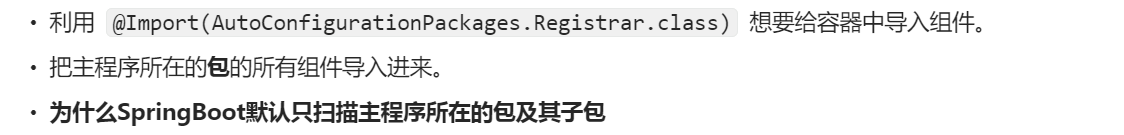 • 利用 @Import(AutoConfigurationPackages.Registrar.class) 想要给容器中导入组件。
• 把主程序所在的包的所有组件导入进来。
• 为什么SpringBoot默认只扫描主程序所在的包及其子包